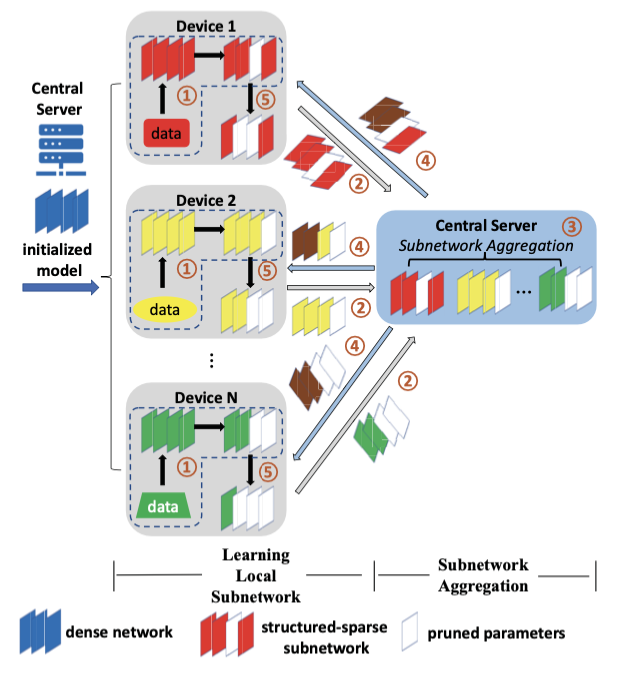 Device 1
①
data
⑤
Central
Server
initialized
model
②
④
Device 2
①
data
⑤
④
②
Central Server
③
Subnetwork Aggregation
...
⋮
Device N
①
data
⑤
④
②
Learning
Local
Subnetwork
Subnetwork
Aggregation
dense network
structured-sparse
subnetwork
pruned parameters